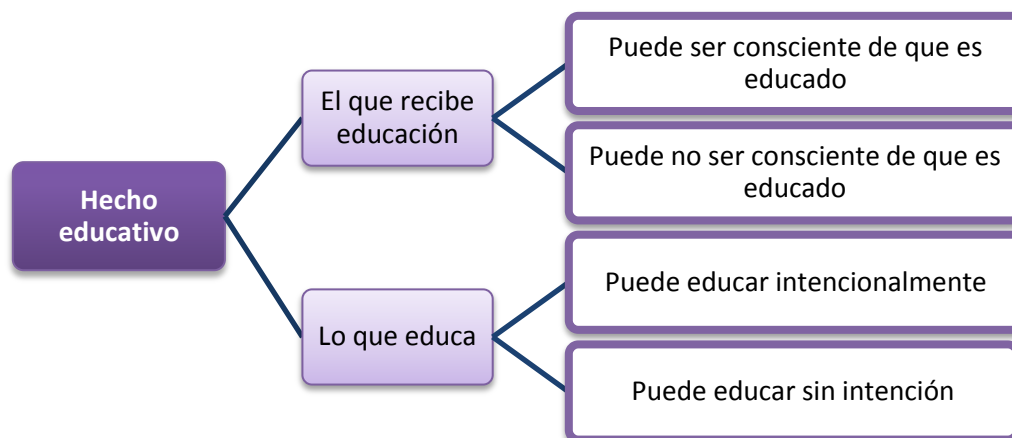 Hecho
educativo
El que recibe
educación
Puede ser consciente de que es
educado
Puede no ser consciente de que es
educado
Lo que educa
Puede educar intencionalmente
Puede educar sin intención